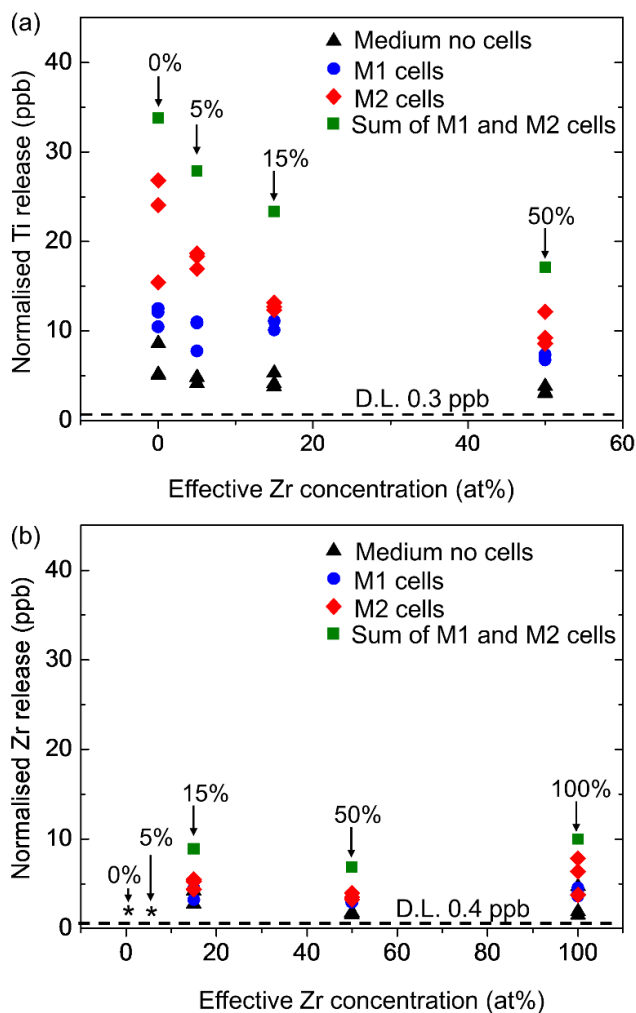 (a)
Medium no cells
M1 cells
M2 cells
Sum of M1 and M2 cells
0%
5%
15%
50%
D.L. 0.3 ppb
Normalised Ti release (ppb)
40
30
20
10
0
0
20
40
60
Effective Zr concentration (at%)
(b)
Medium no cells
M1 cells
M2 cells
Sum of M1 and M2 cells
0%
5%
15%
50%
100%
* *
D.L. 0.4 ppb
Normalised Zr release (ppb)
40
30
20
10
0
0
20
40
60
80
100
Effective Zr concentration (at%)